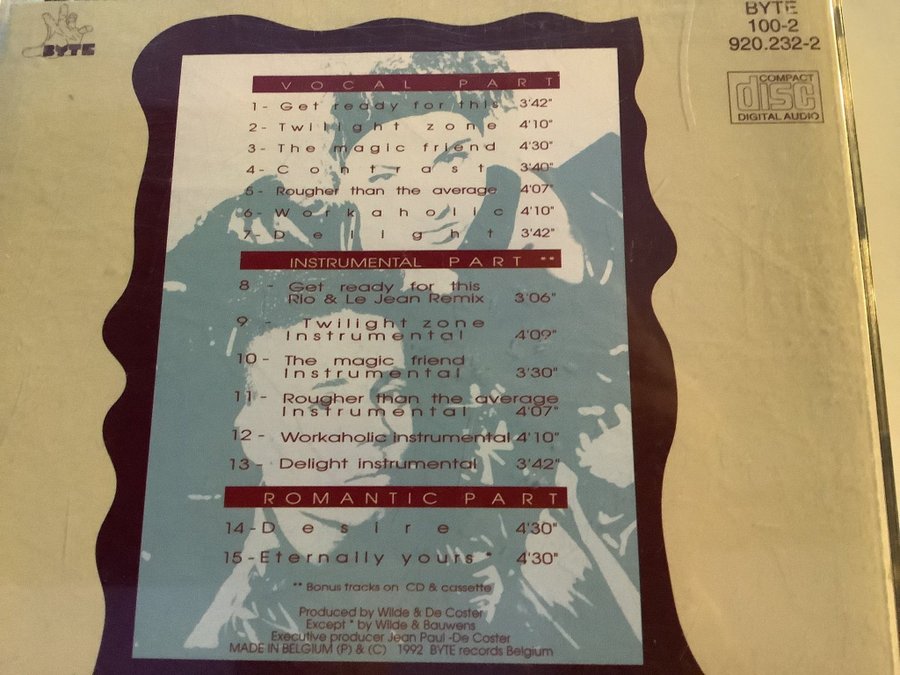 BYTE
BYTE
100-2
920.232-2
COMPACT
disc
DIGITAL AUDIO
VOCAL PART
1- Get ready for this 3'42"
2- Twilight zone 4'10"
3- The magic friend 4'30"
4- Contrast 3'40"
5- Rougher than the average 4'07"
6- Workaholic 4'10"
7- Delight 3'42"
INSTRUMENTAL PART **
8 - Get ready for this
Rio & Le Jean Remix 3'06"
9 - Twilight zone
Instrumental 4'09"
10 - The magic friend
Instrumental 3'30"
11 - Rougher than the average
Instrumental 4'07"
12 - Workaholic instrumental 4'10"
13 - Delight instrumental 3'42"
ROMANTIC PART
14 - Desire 4'30"
15 - Eternally yours * 4'30"
** Bonus tracks on CD & cassette
Produced by Wilde & De Coster
Except * by Wilde & Bauwens
Executive producer Jean Paul -De Coster
MADE IN BELGIUM (P) & (C) 1992 BYTE records Belgium